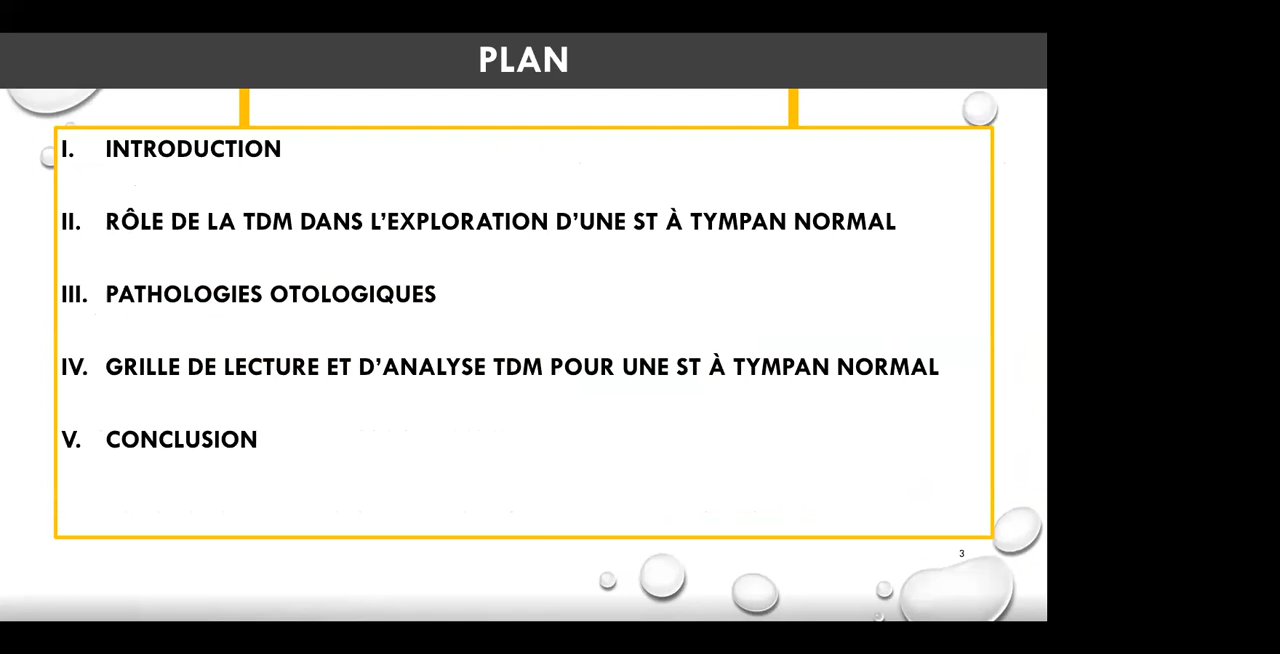 PLAN
I. INTRODUCTION
II. RÔLE DE LA TDM DANS L’EXPLORATION D’UNE ST À TYMPAN NORMAL
III. PATHOLOGIES OTOLOGIQUES
IV. GRILLE DE LECTURE ET D’ANALYSE TDM POUR UNE ST À TYMPAN NORMAL
V. CONCLUSION
3